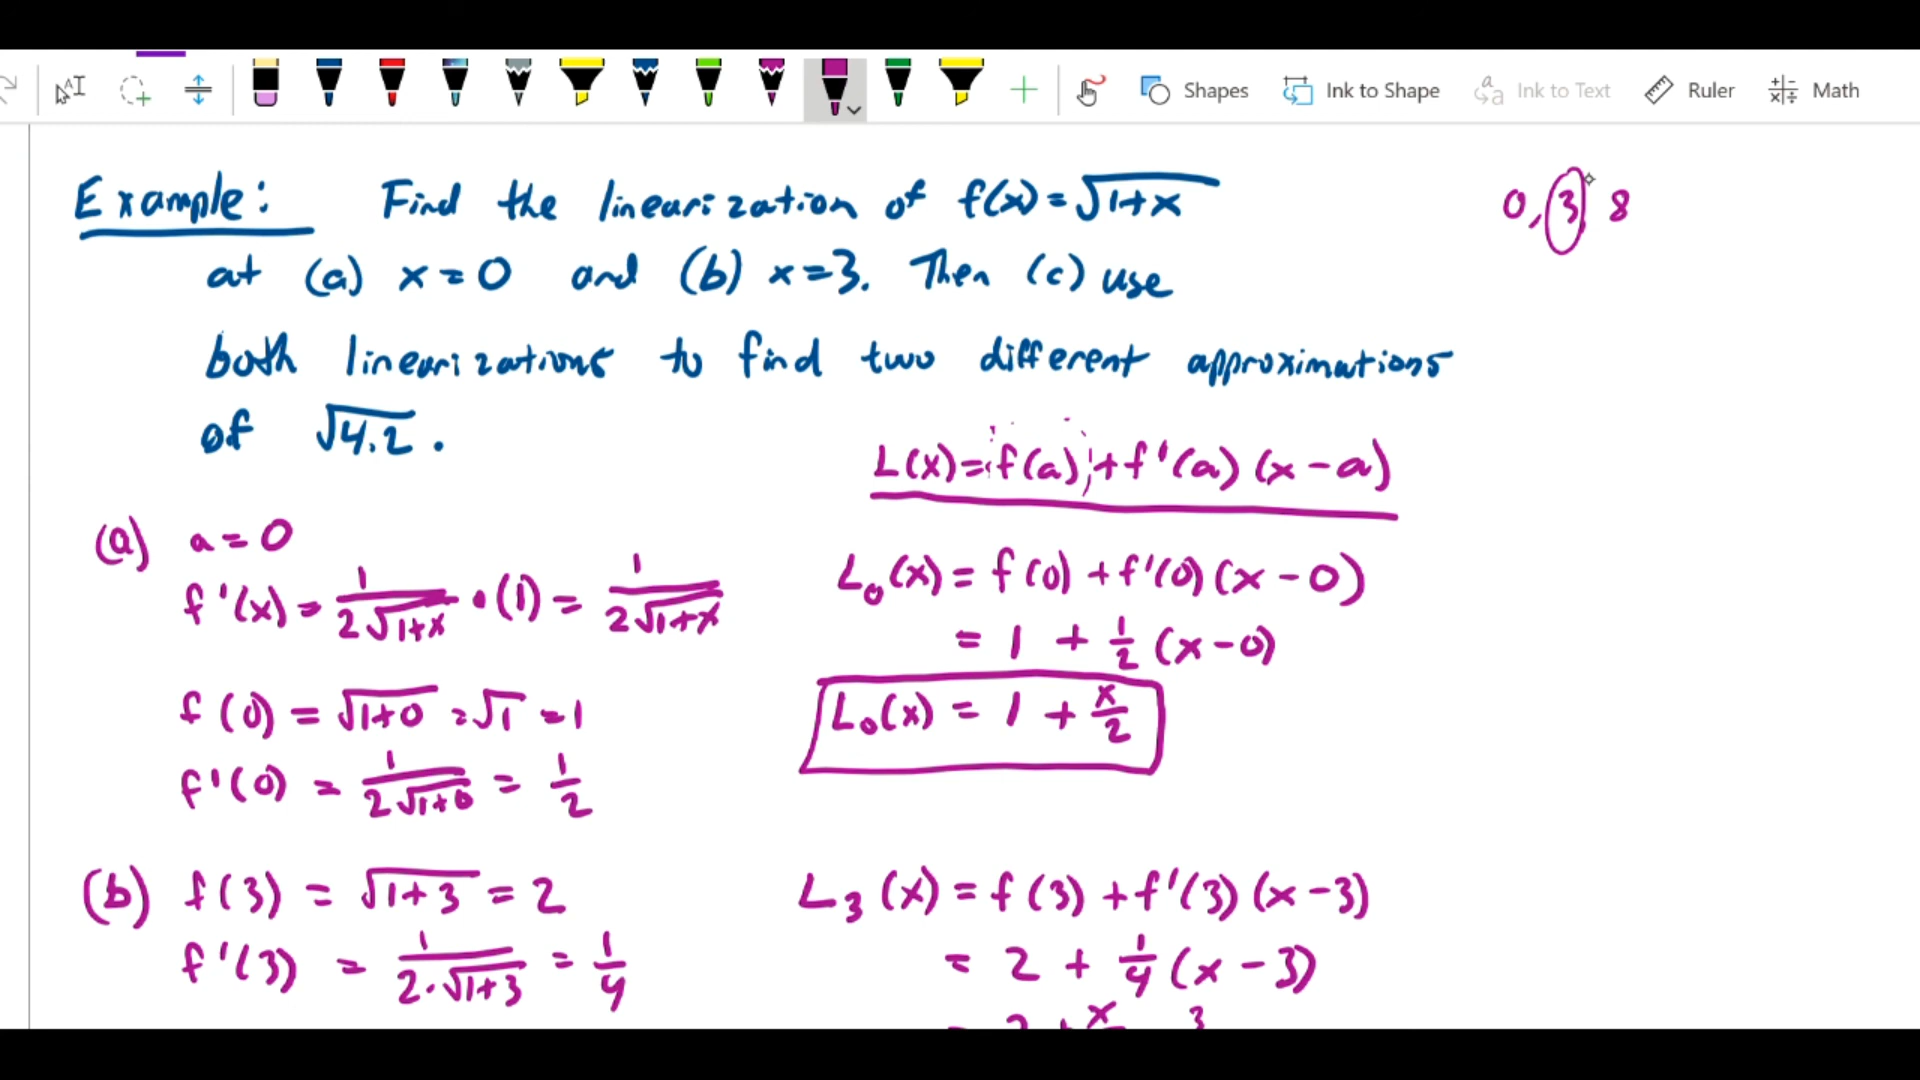 Shapes Ink to Shape Ink to Text Ruler Math
Example: Find the linearization of f(x)=√(1+x)
0, 3, 8
at (a) x=0 and (b) x=3. Then (c) use
both linearizations to find two different approximations
of √4.2.
L(x)=f(a)+f'(a)(x-a)
(a) a=0
f'(x)=1/(2√(1+x))•(1)=1/(2√(1+x))
L₀(x)=f(0)+f'(0)(x-0)
=1+1/2(x-0)
f(0)=√(1+0)=√1=1
L₀(x)=1+x/2
f'(0)=1/(2√(1+0))=1/2
(b) f(3)=√(1+3)=2
L₃(x)=f(3)+f'(3)(x-3)
f'(3)=1/(2·√(1+3))=1/4
=2+1/4(x-3)